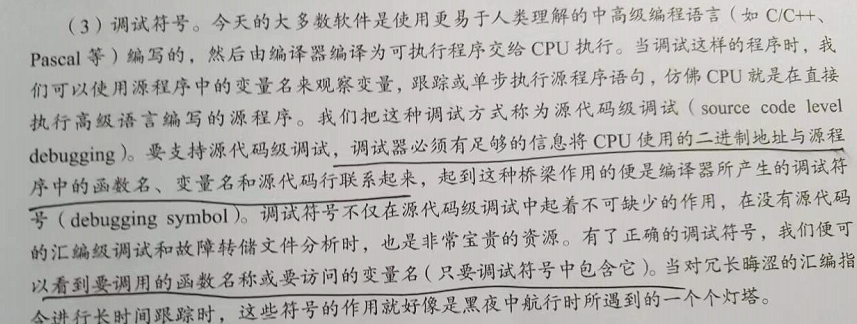 （3）调试符号。今天的大多数软件是使用更易于人类理解的中高级编程语言（如 C/C++、
Pascal 等）编写的，然后由编译器编译为可执行程序交给 CPU 执行。当调试这样的程序时，我
们可以使用源程序中的变量名来观察变量，跟踪或单步执行源程序语句，仿佛 CPU 就是在直接
执行高级语言编写的源程序。我们把这种调试方式称为源代码级调试（source code level
debugging）。要支持源代码级调试，调试器必须有足够的信息将 CPU 使用的二进制地址与源程
序中的函数名、变量名和源代码行联系起来，起到这种桥梁作用的便是编译器所产生的调试符
号（debugging symbol）。调试符号不仅在源代码级调试中起着不可缺少的作用，在没有源代码
的汇编级调试和故障转储文件分析时，也是非常宝贵的资源。有了正确的调试符号，我们便可
以看到要调用的函数名称或要访问的变量名（只要调试符号中包含它）。当对冗长晦涩的汇编指
令进行长时间跟踪时，这些符号的作用就好像是黑夜中航行时所遇到的一个个灯塔。